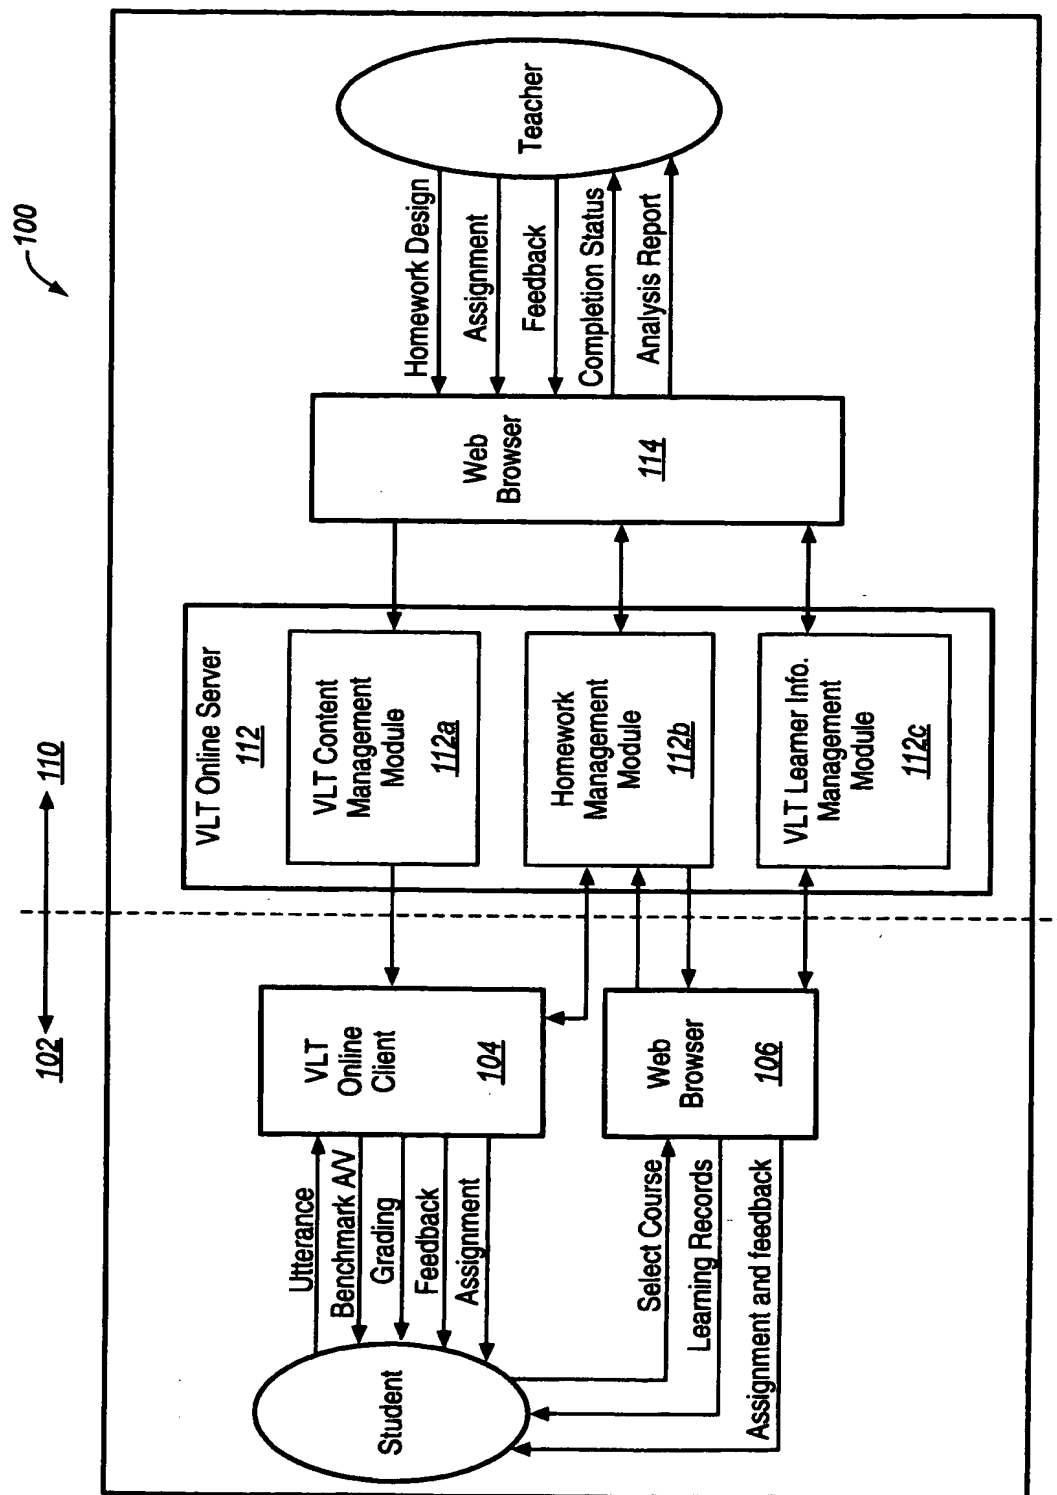 100
102
110
VLT Online Server
112
VLT Content
Management
Module
112a
Homework
Management
Module
112b
VLT Learner Info.
Management
Module
112c
VLT
Online
Client
104
Web
Browser
106
Web
Browser
114
Student
Utterance
Benchmark A/V
Grading
Feedback
Assignment
Select Course
Learning Records
Assignment and feedback
Teacher
Homework Design
Assignment
Feedback
Completion Status
Analysis Report